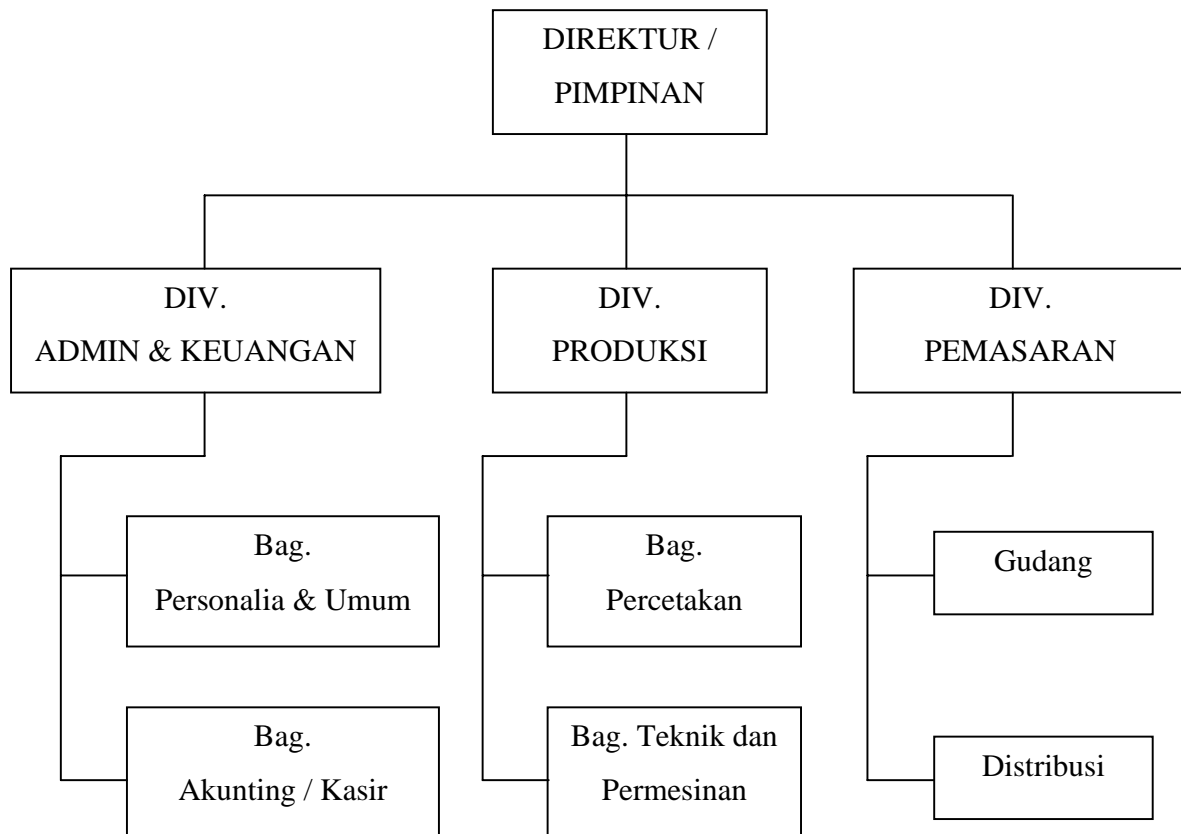 DIREKTUR /
PIMPINAN
DIV.
ADMIN & KEUANGAN
DIV.
PRODUKSI
DIV.
PEMASARAN
Bag.
Personalia & Umum
Bag.
Percetakan
Gudang
Bag.
Akunting / Kasir
Bag. Teknik dan
Permesinan
Distribusi